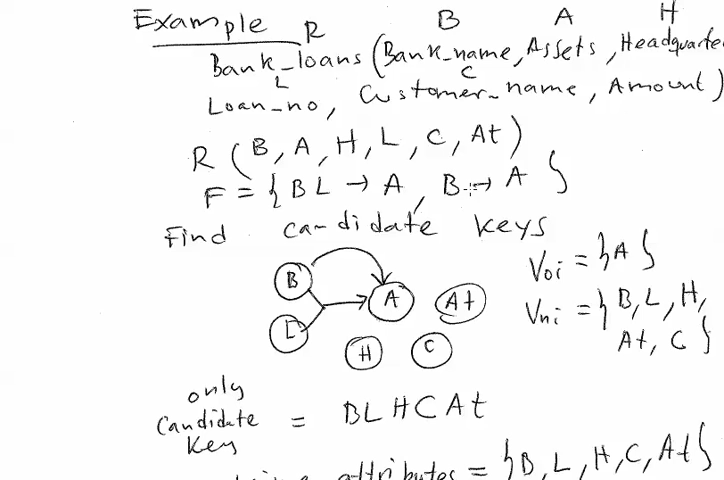 Example R B A H
Bank_loans (Bank_name, Assets, Headquarte
L C
Loan_no, Customer_name, Amount)
R (B, A, H, L, C, At)
F = { BL → A, B → A }
Find candidate keys
B
A
At
L
H
C
Voi = {A}
Vni = {B, L, H,
At, C}
only
Candidate = BLHCAt
Key
attributes = {B, L, H, C, At}